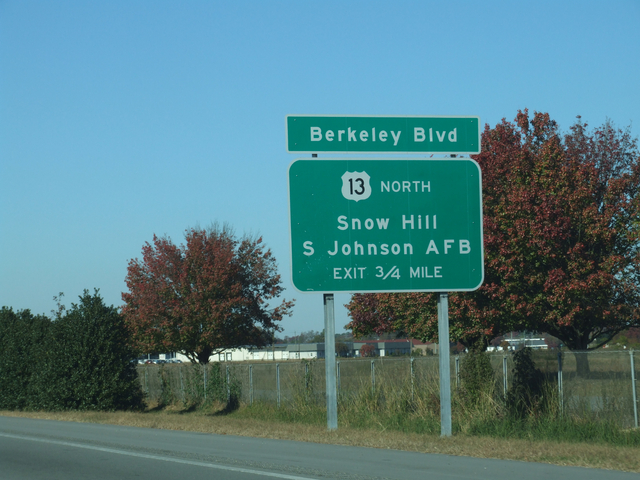 Berkeley Blvd
13 NORTH
Snow Hill
S Johnson AFB
EXIT 3/4 MILE